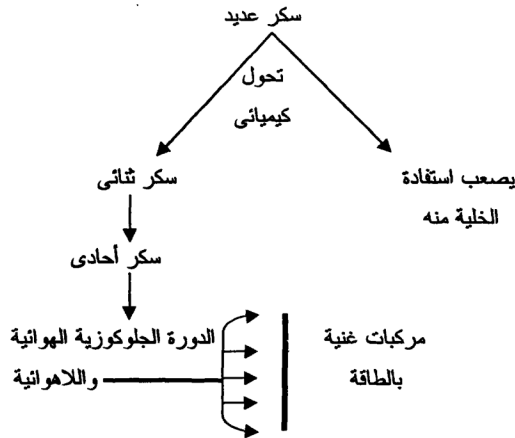 سكر عديد
تحول
كيميائى
يصعب استفادة
الخلية منه
سكر ثنائى
سكر أحادى
الدورة الجلوكوزية الهوائية
واللاهوائية
مركبات غنية
بالطاقة